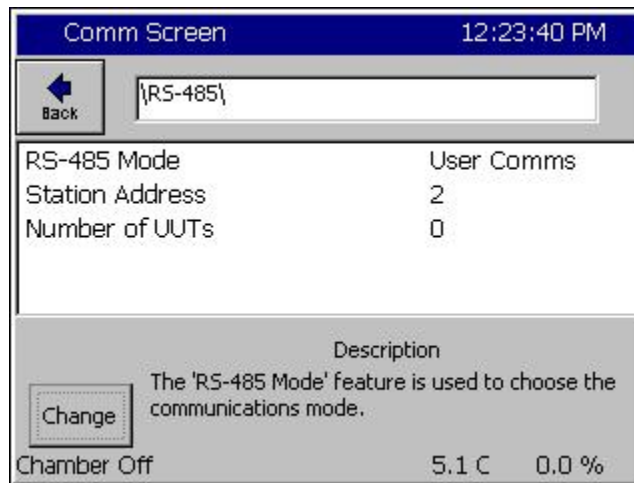 Comm Screen 12:23:40 PM
Back
\RS-485\
RS-485 Mode User Comms
Station Address 2
Number of UUTs 0
Description
The 'RS-485 Mode' feature is used to choose the
communications mode.
Change
Chamber Off 5.1 C 0.0 %